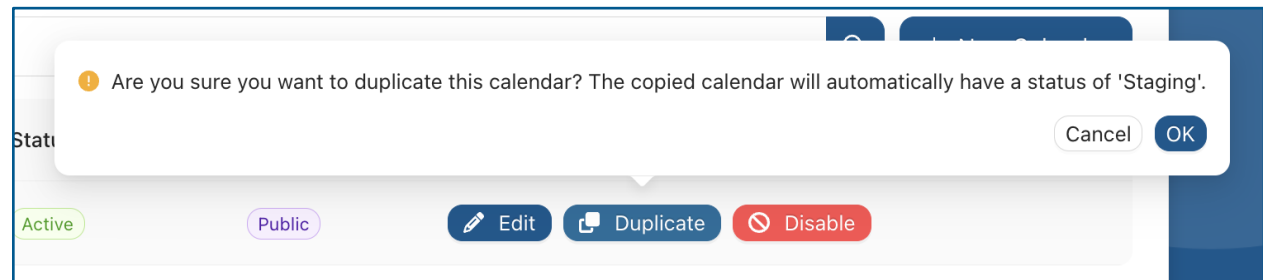 Are you sure you want to duplicate this calendar? The copied calendar will automatically have a status of 'Staging'.
Cancel OK
Active Public Edit Duplicate Disable